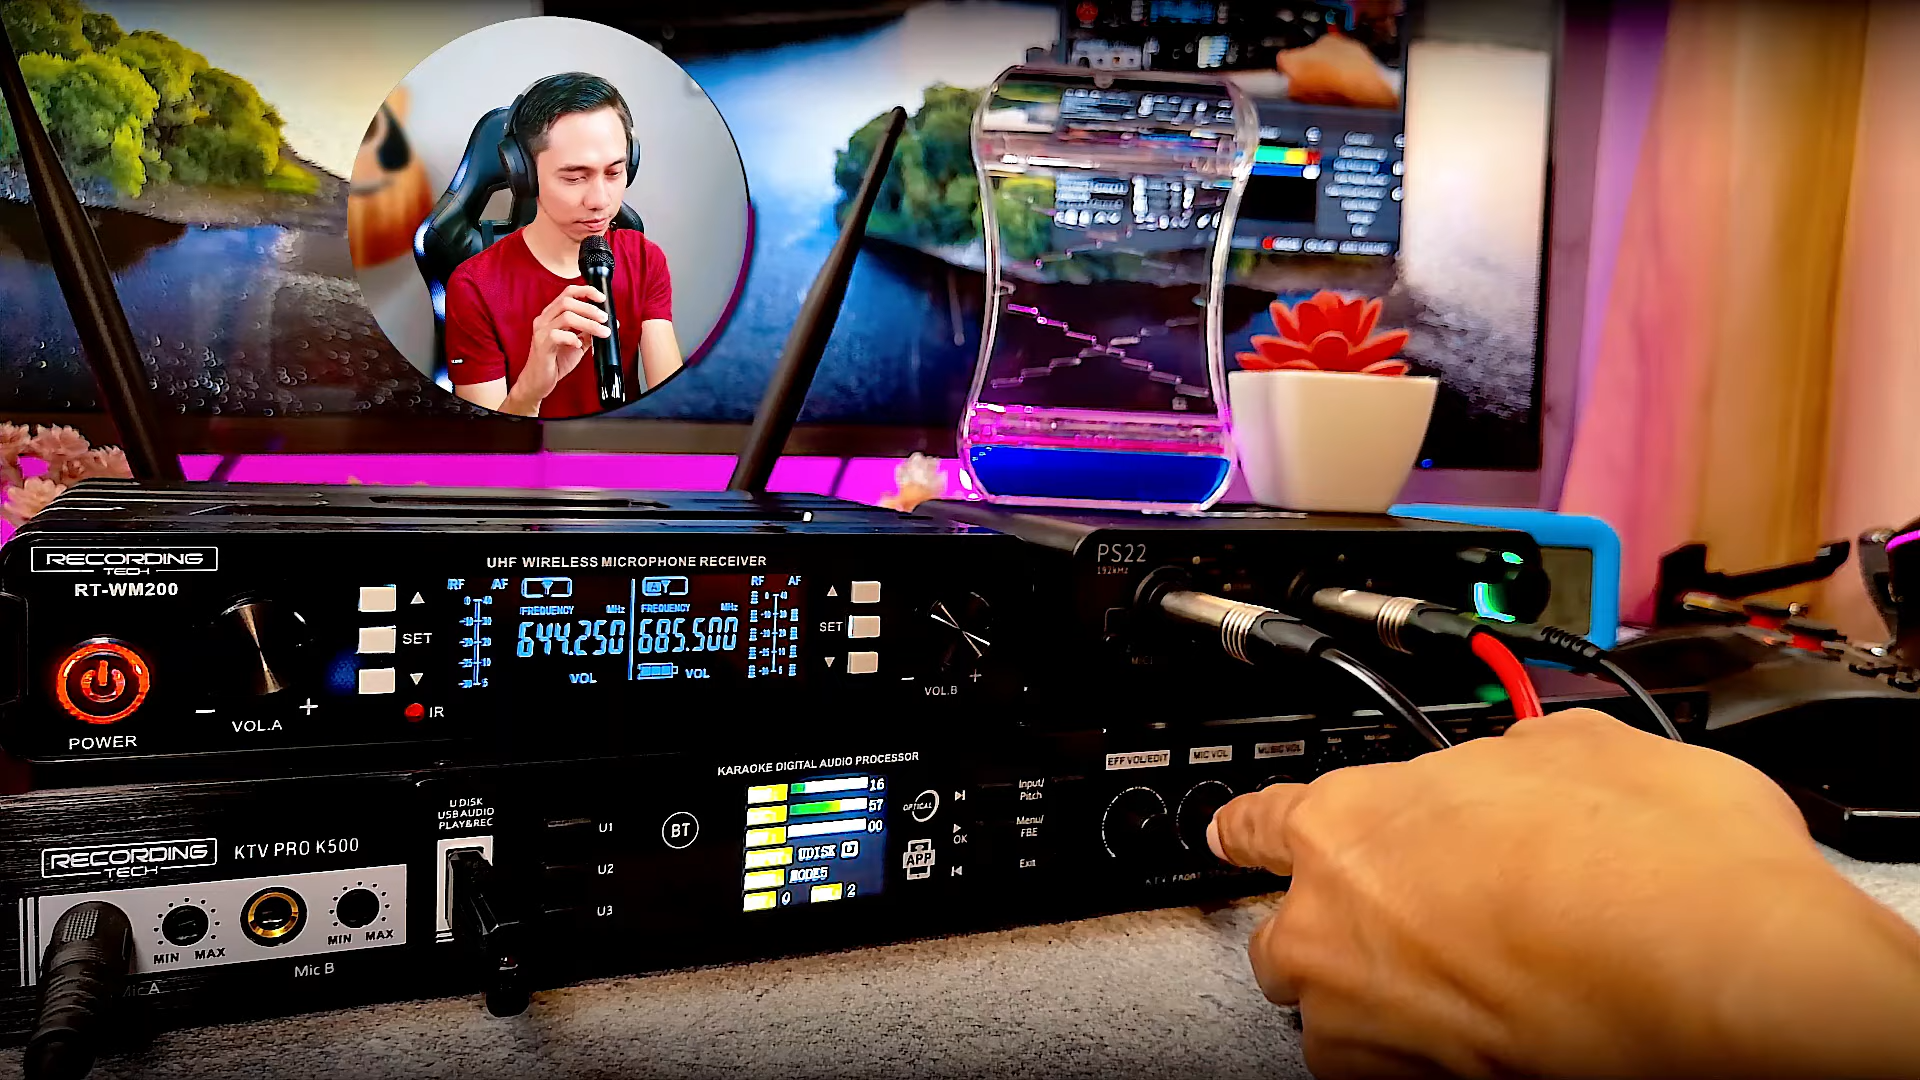 RECORDING
TECH
RT-WM200
POWER
VOL.A
SET
IR
UHF WIRELESS MICROPHONE RECEIVER
RF AF
FREQUENCY MHz
644.250
VOL
FREQUENCY MHz
685.500
VOL
RF AF
SET
VOL.B
PS22
192kHz
RECORDING
TECH
KTV PRO K500
MIN MAX
Mic A
MIN MAX
Mic B
U DISK
USB AUDIO
PLAY&REC
U1
U2
U3
BT
KARAOKE DIGITAL AUDIO PROCESSOR
16
57
00
UDISK
MODE5
0 2
OPTICAL
APP
OK
Input/
Pitch
Menu/
FBE
Exit
EFF VOL/EDIT
MIC VOL
MUSIC VOL